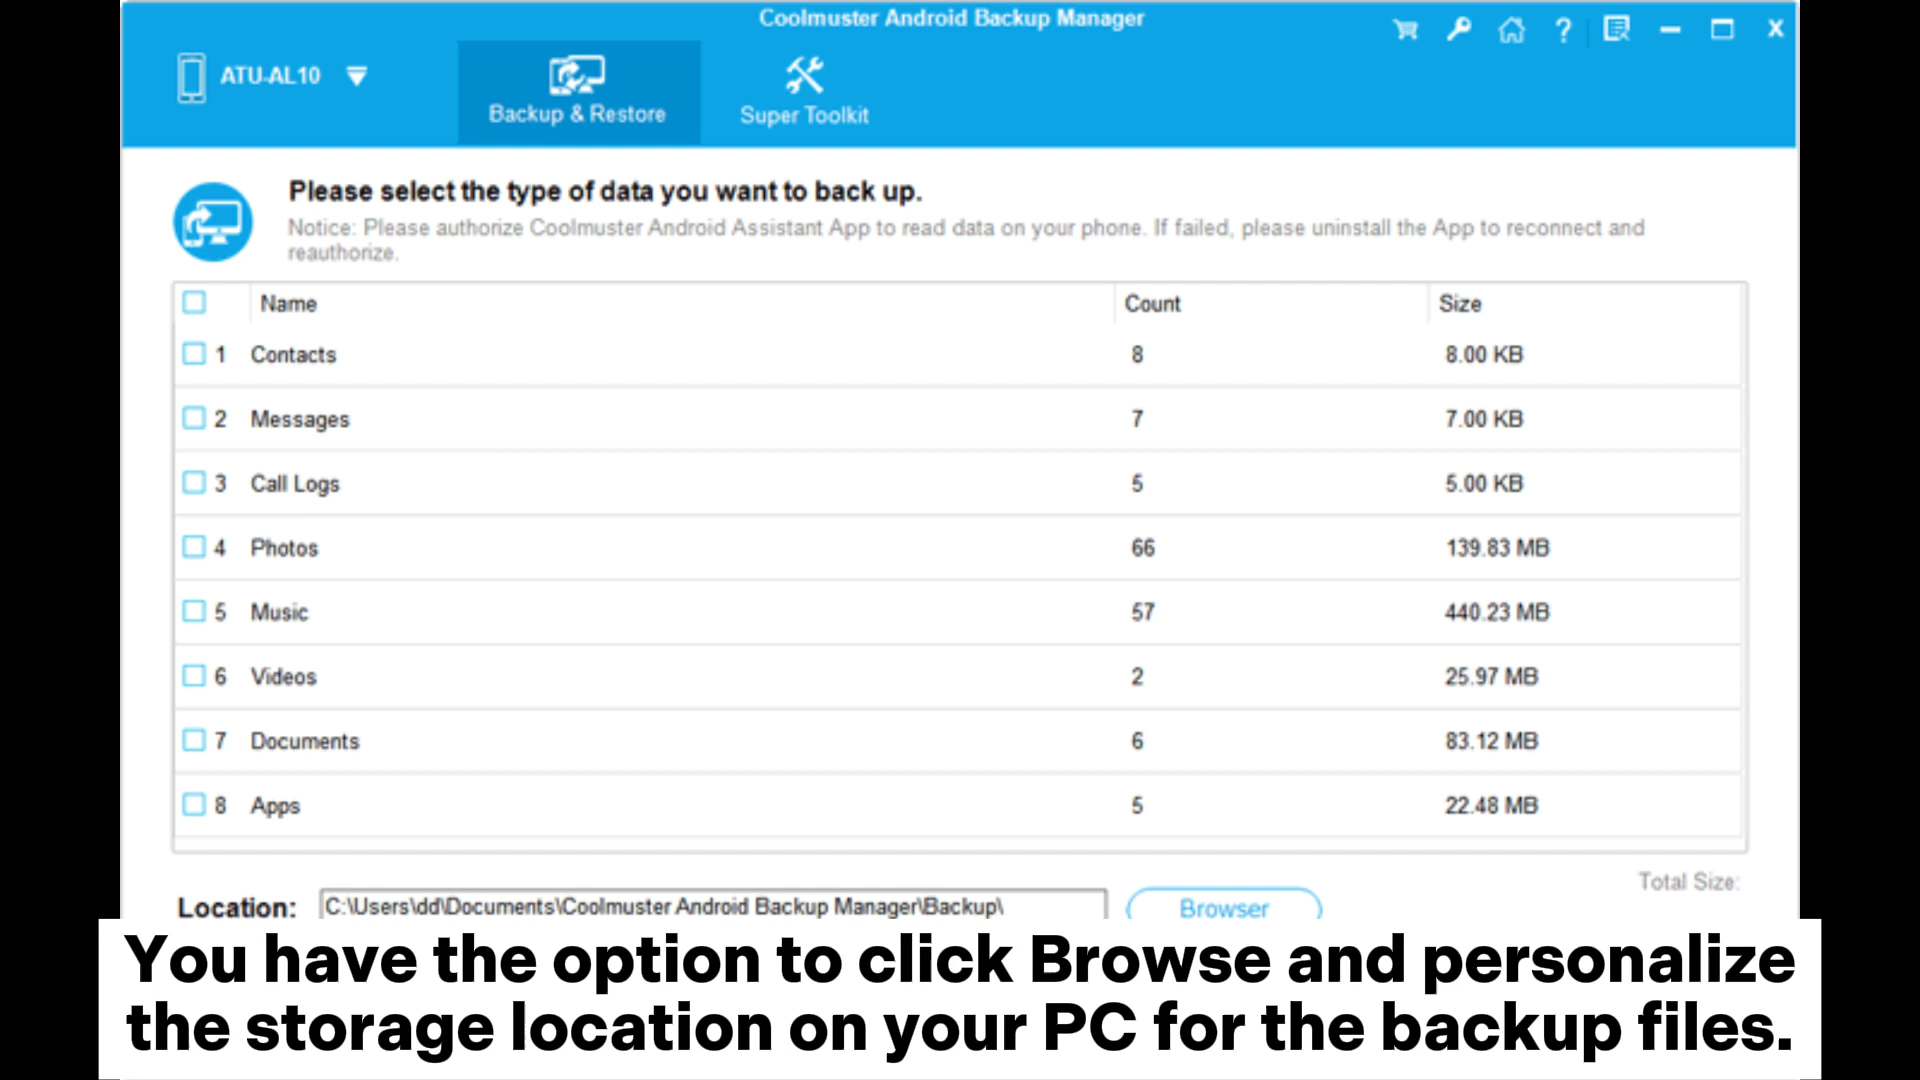 Coolmuster Android Backup Manager
ATU-AL10
Backup & Restore
Super Toolkit
?
X
Please select the type of data you want to back up.
Notice: Please authorize Coolmuster Android Assistant App to read data on your phone. If failed, please uninstall the App to reconnect and
reauthorize.
Name Count Size
1 Contacts 8 8.00 KB
2 Messages 7 7.00 KB
3 Call Logs 5 5.00 KB
4 Photos 66 139.83 MB
5 Music 57 440.23 MB
6 Videos 2 25.97 MB
7 Documents 6 83.12 MB
8 Apps 5 22.48 MB
Total Size:
Location: C:\Users\dd\Documents\Coolmuster Android Backup Manager\Backup\ Browser
You have the option to click Browse and personalize
the storage location on your PC for the backup files.